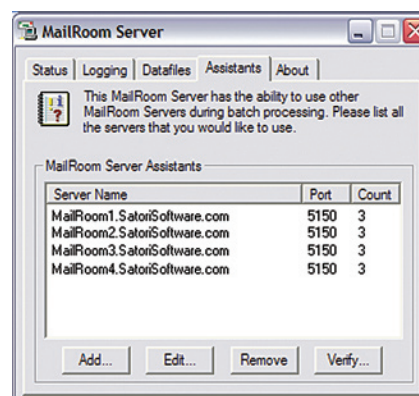 MailRoom Server
Status Logging Datafiles Assistants About
This MailRoom Server has the ability to use other
MailRoom Servers during batch processing. Please list all
the servers that you would like to use.
MailRoom Server Assistants
Server Name Port Count
MailRoom1.SatoriSoftware.com 5150 3
MailRoom2.SatoriSoftware.com 5150 3
MailRoom3.SatoriSoftware.com 5150 3
MailRoom4.SatoriSoftware.com 5150 3
Add... Edit... Remove Verify...